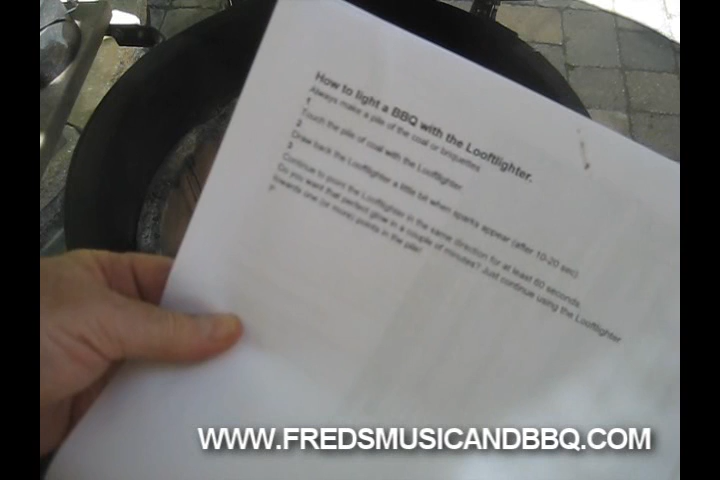 How to light a BBQ with the Looftlighter.
Always make a pile of the coal or briquettes
1
Touch the pile of coal with the Looftlighter
2
Draw back the Looftlighter a little bit when sparks appear (after 10-20 sec)
3
Continue to point the Looftlighter in the same direction for at least 60 seconds.
Do you want that perfect glow in a couple of minutes? Just continue using the Looftlighter
towards one (or more) points in the pile!
WWW.FREDSMUSICANDBBQ.COM